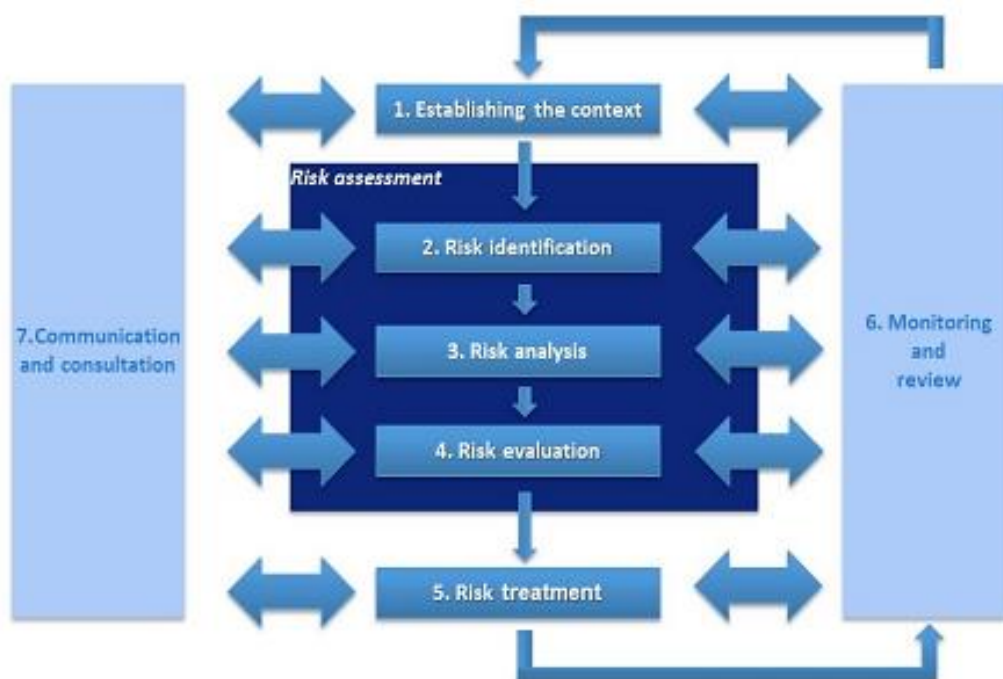 1. Establishing the context
Risk assessment
2. Risk identification
7.Communication
and consultation
3. Risk analysis
6. Monitoring
and
review
4. Risk evaluation
5. Risk treatment